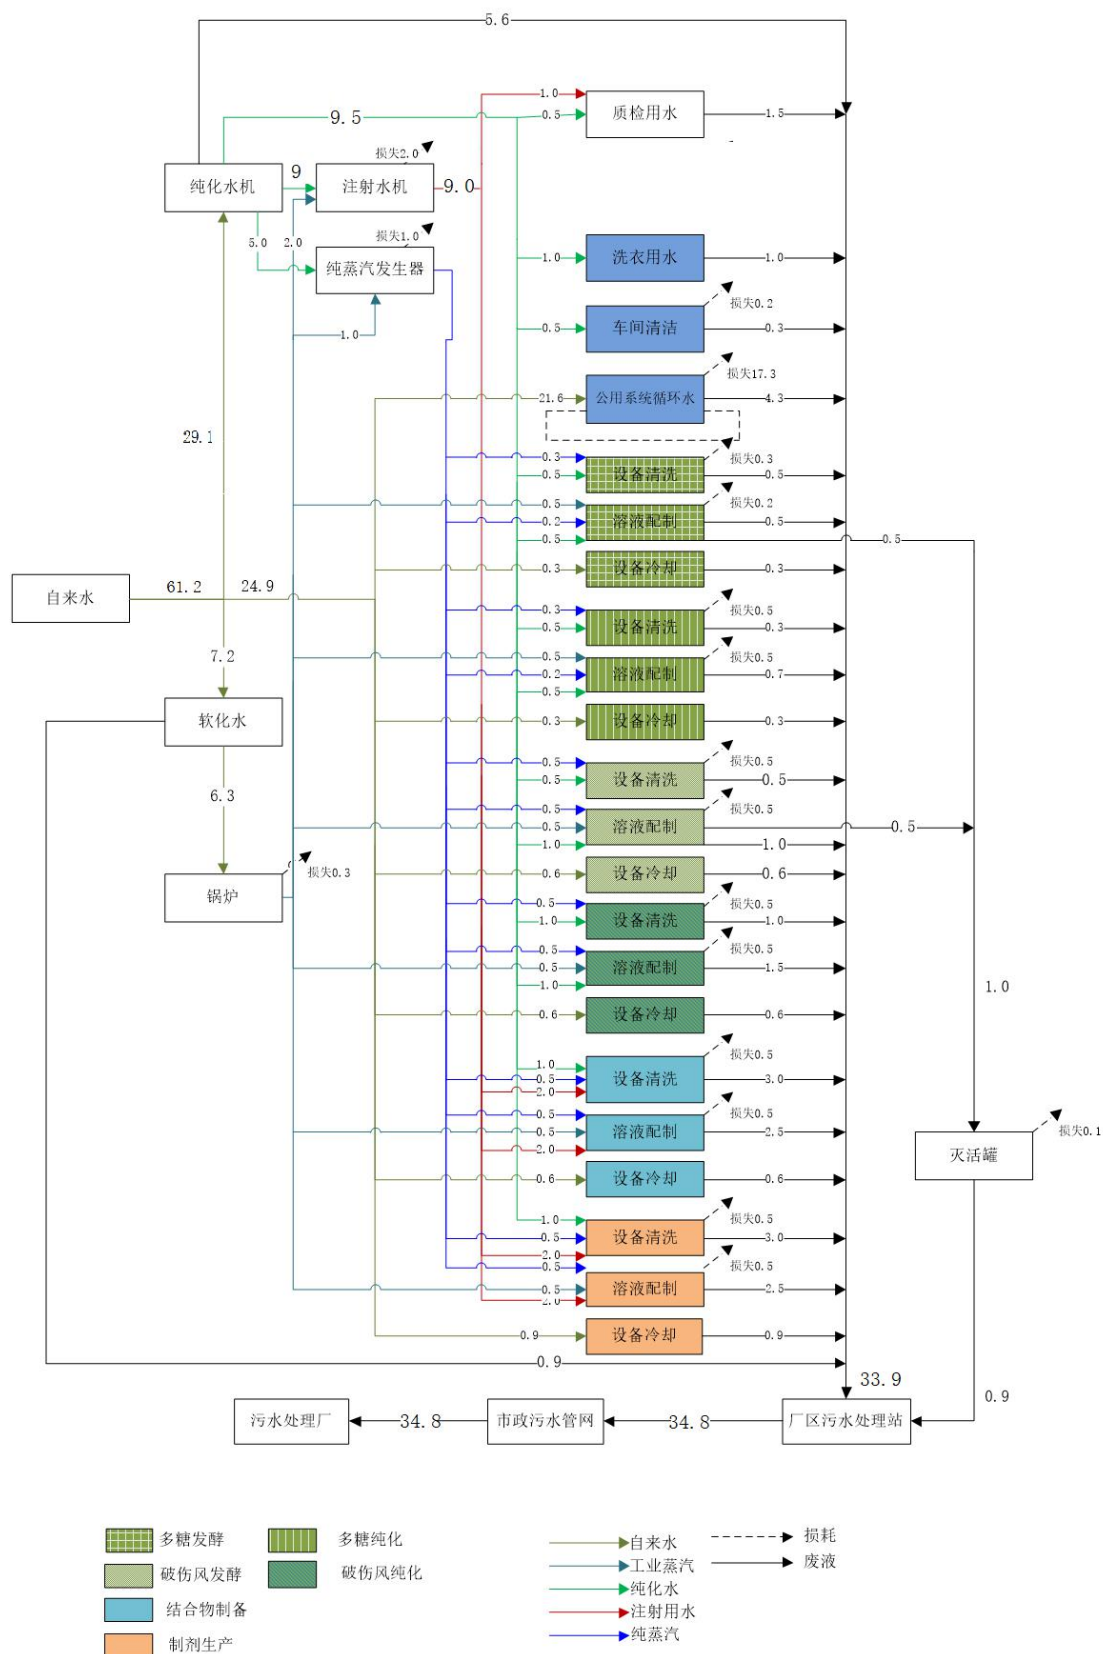 5.6
1.0
9.5
0.5
质检用水
1.5
损失2.0
纯化水机
9
注射水机
9.0
5.0
2.0
损失1.0
纯蒸汽发生器
1.0
洗衣用水
1.0
损失0.2
1.0
0.5
车间清洁
0.3
损失17.3
21.6
公用系统循环水
4.3
29.1
0.3
损失0.3
0.5
设备清洗
0.5
0.5
损失0.2
0.2
溶液配制
0.5
0.5
0.5
0.3
设备冷却
0.3
自来水
61.2
24.9
0.3
损失0.5
0.5
设备清洗
0.3
7.2
0.5
损失0.5
0.2
溶液配制
0.7
0.5
软化水
0.3
设备冷却
0.3
0.5
损失0.5
0.5
设备清洗
0.5
6.3
0.5
损失0.5
0.5
溶液配制
0.5
1.0
1.0
损失0.3
0.6
设备冷却
0.6
锅炉
0.5
损失0.5
1.0
设备清洗
1.0
0.5
损失0.5
0.5
溶液配制
1.5
1.0
1.0
0.6
设备冷却
0.6
1.0
损失0.5
0.5
设备清洗
3.0
2.0
0.5
损失0.5
0.5
溶液配制
2.5
2.0
损失0.1
灭活罐
0.6
设备冷却
0.6
1.0
损失0.5
0.5
设备清洗
3.0
2.0
0.5
损失0.5
0.5
溶液配制
2.5
2.0
0.9
设备冷却
0.9
0.9
33.9
0.9
污水处理厂
34.8
市政污水管网
34.8
厂区污水处理站
多糖发酵
多糖纯化
自来水
损耗
破伤风发酵
破伤风纯化
工业蒸汽
废液
纯化水
结合物制备
注射用水
制剂生产
纯蒸汽